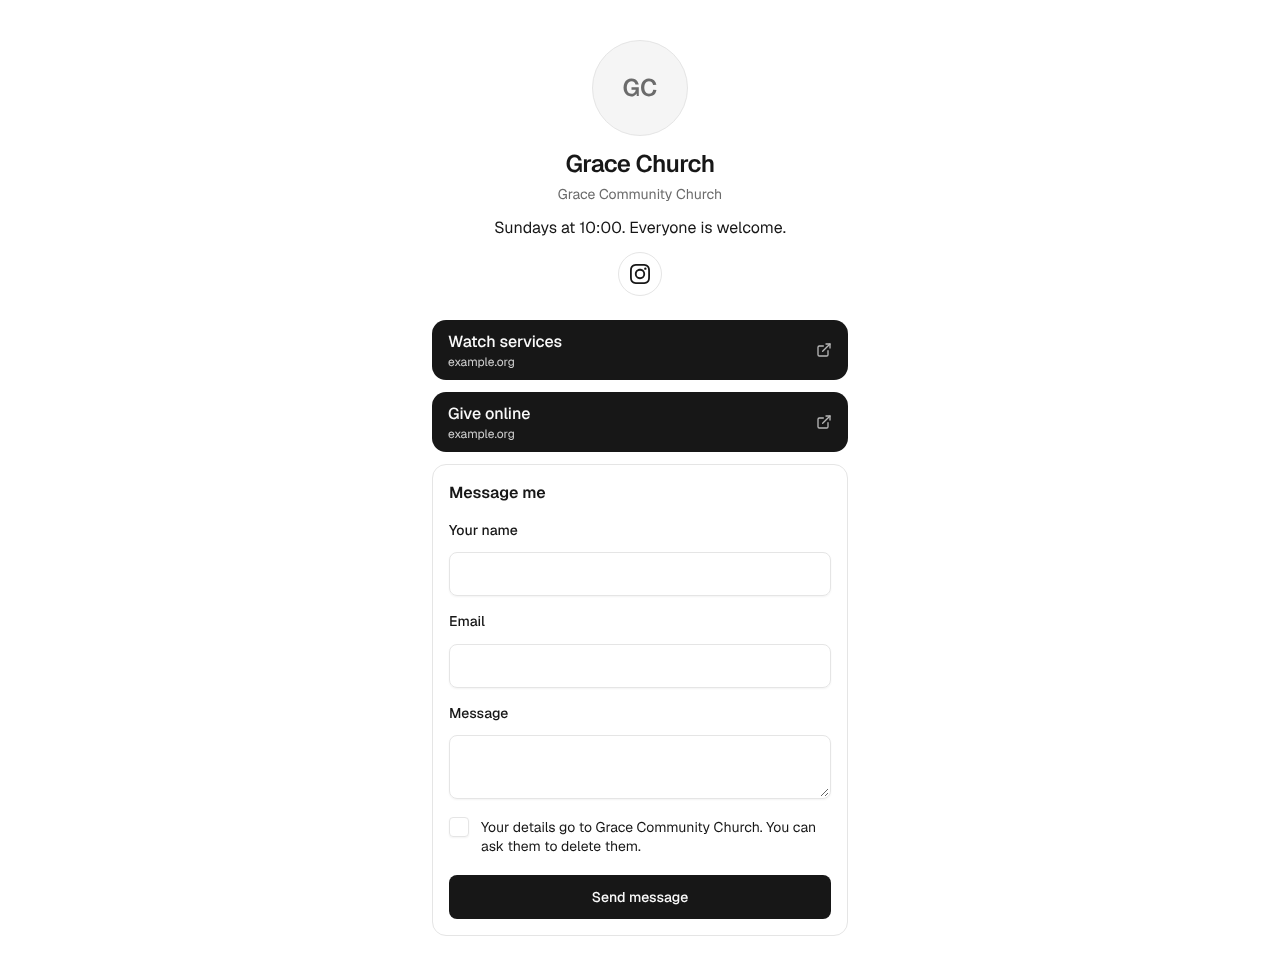 GC
Grace Church
Grace Community Church
Sundays at 10:00. Everyone is welcome.
Watch services
example.org
Give online
example.org
Message me
Your name
Email
Message
Your details go to Grace Community Church. You can
ask them to delete them.
Send message